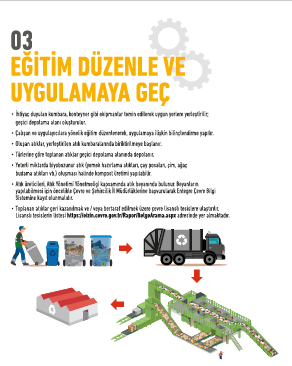 03
EĞİTİM DÜZENLE VE
UYGULAMAYA GEÇ
• İhtiyaç duyulan kumbara, konteyner gibi ekipmanlar temin edilerek uygun yerlere yerleştirilir;
geçici depolama alanı oluşturulur.
• Çalışan ve uygulayıcılara yönelik eğitim düzenlenerek, uygulamaya ilişkin bilinçlendirme yapılır.
• Oluşan atıklar, yerleştirilen atık kumbaralarında biriktirilmeye başlanır.
• Türlerine göre toplanan atıklar geçici depolama alanında depolanır.
• Yeterli miktarda biyobozunur atık (yemek hazırlama atıkları, çay posaları, çim, ağaç
budama atıkları vb.) oluşması halinde kompost üretimi yapılabilir.
• Atık üreticileri, Atık Yönetimi Yönetmeliği kapsamında atık beyanında bulunur. Beyanların
yapılabilmesi için öncelikle Çevre ve Şehircilik İl Müdürlüklerine başvurularak Entegre Çevre Bilgi
Sistemine kayıt olunmalıdır.
• Toplanan atıklar geri kazanılmak ve / veya bertaraf edilmek üzere çevre lisanslı tesislere ulaştırılır.
Lisanslı tesislerin listesi https://eizin.cevre.gov.tr/Rapor/BelgeArama.aspx adresinde yer almaktadır.